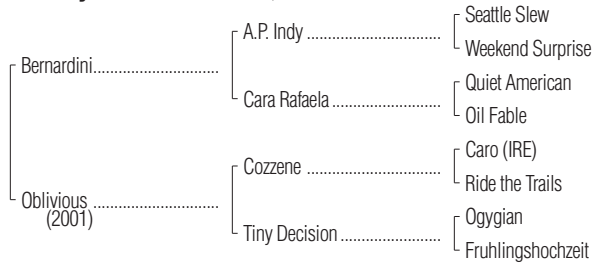 Seattle Slew
A.P. Indy
Weekend Surprise
Bernardini
Quiet American
Cara Rafaela
Oil Fable
Caro (IRE)
Cozzene
Ride the Trails
Oblivious
(2001)
Ogygian
Tiny Decision
Fruhlingshochzeit